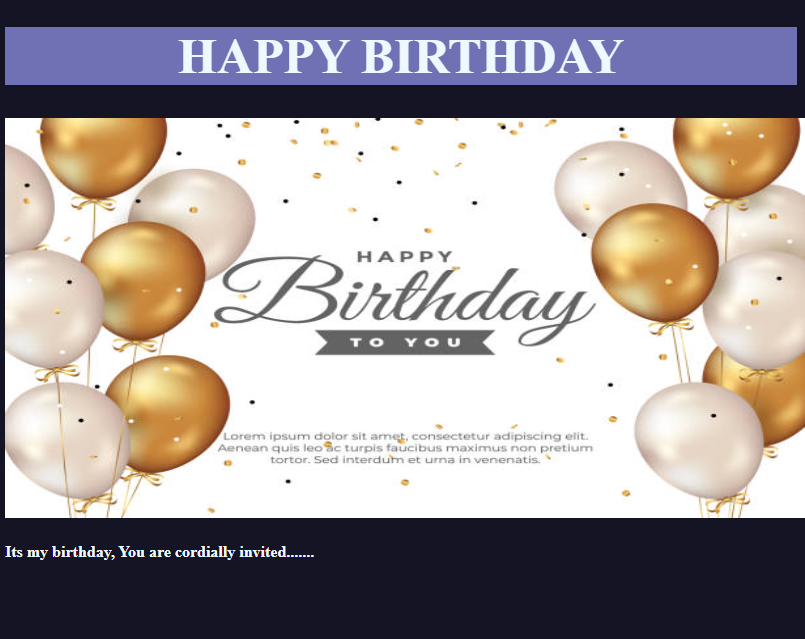 HAPPY BIRTHDAY
HAPPY
Birthday
TO YOU
Lorem ipsum dolor sit amet, consectetur adipiscing elit.
Aenean quis leo ac turpis faucibus maximus non pretium
tortor. Sed interdum et urna in venenatis.
Its my birthday, You are cordially invited.......